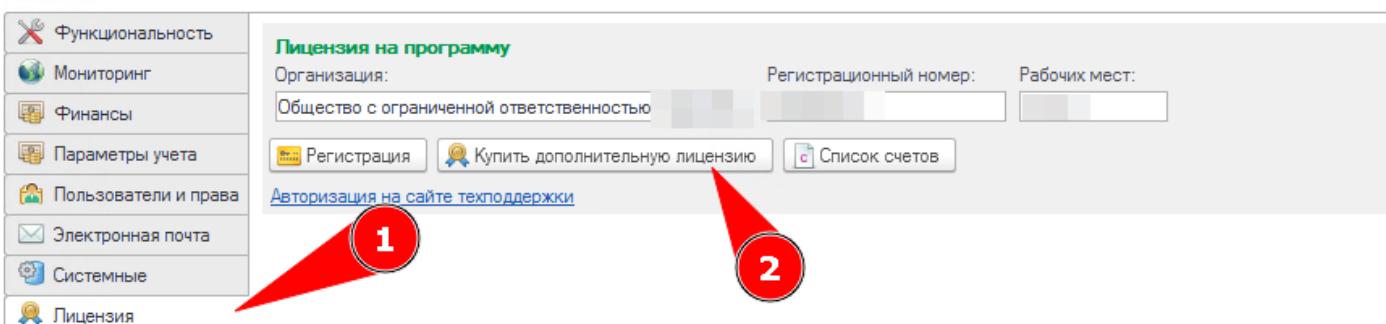 Функциональность
Мониторинг
Финансы
Параметры учета
Пользователи и права
Электронная почта
Системные
Лицензия
Лицензия на программу
Организация: Регистрационный номер: Рабочих мест:
Общество с ограниченной ответственностью
Регистрация Купить дополнительную лицензию c Список счетов
Авторизация на сайте техподдержки
1
2